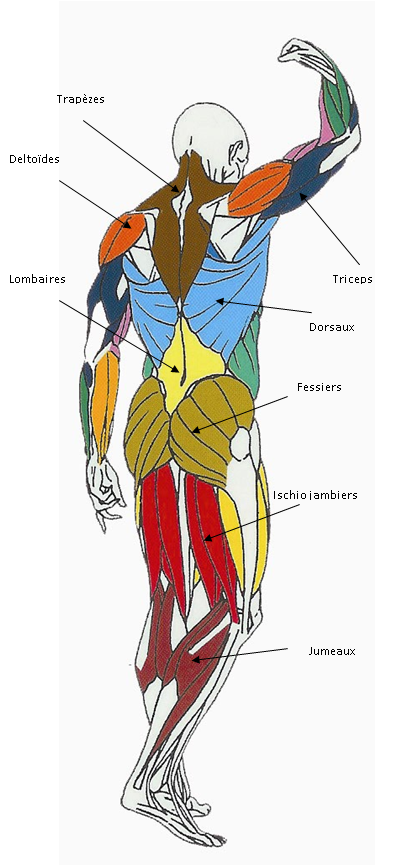 Trapèzes
Deltoïdes
Lombaires
Triceps
Dorsaux
Fessiers
Ischio jambiers
Jumeaux